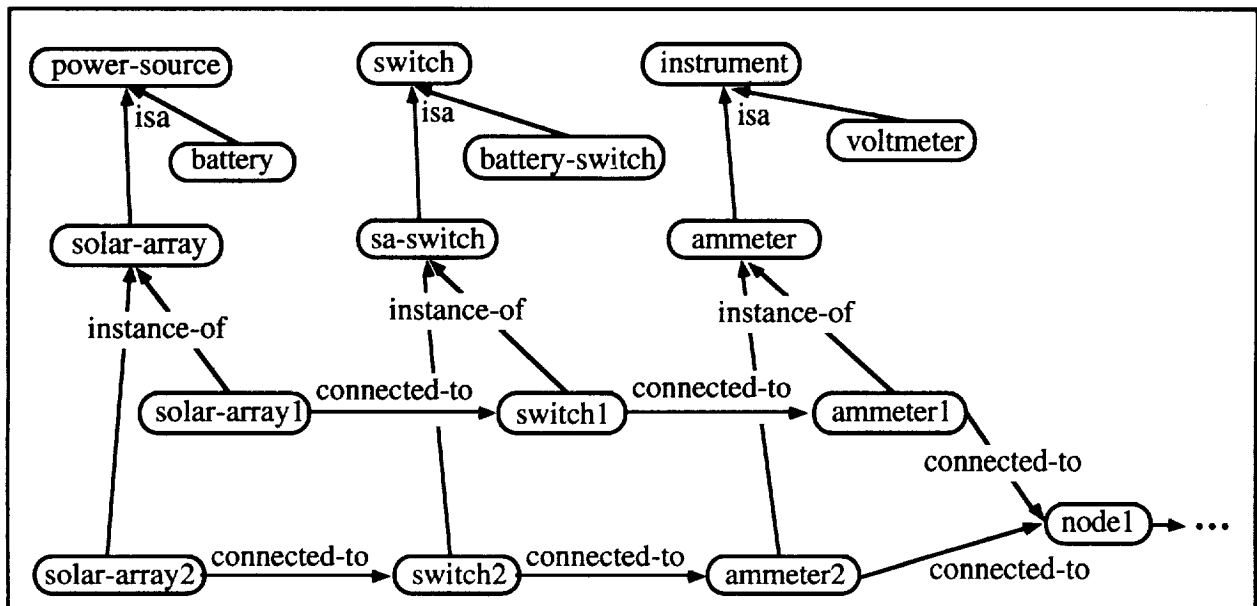 power-source
switch
instrument
isa
isa
isa
battery
battery-switch
voltmeter
solar-array
sa-switch
ammeter
instance-of
instance-of
instance-of
connected-to
connected-to
solar-array1
switch1
ammeter1
connected-to
node1
...
connected-to
connected-to
connected-to
solar-array2
switch2
ammeter2